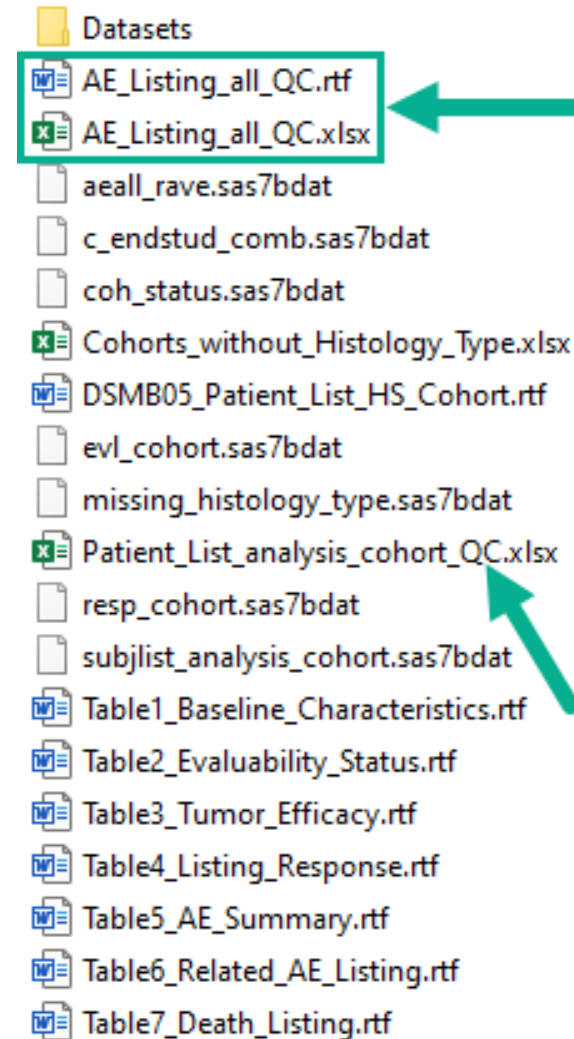 Datasets
AE_Listing_all_QC.rtf
AE_Listing_all_QC.xlsx
aeall_rave.sas7bdat
c_endstud_comb.sas7bdat
coh_status.sas7bdat
Cohorts_without_Histology_Type.xlsx
DSMB05_Patient_List_HS_Cohort.rtf
evl_cohort.sas7bdat
missing_histology_type.sas7bdat
Patient_List_analysis_cohort_QC.xlsx
resp_cohort.sas7bdat
subjlist_analysis_cohort.sas7bdat
Table1_Baseline_Characteristics.rtf
Table2_Evaluability_Status.rtf
Table3_Tumor_Efficacy.rtf
Table4_Listing_Response.rtf
Table5_AE_Summary.rtf
Table6_Related_AE_Listing.rtf
Table7_Death_Listing.rtf